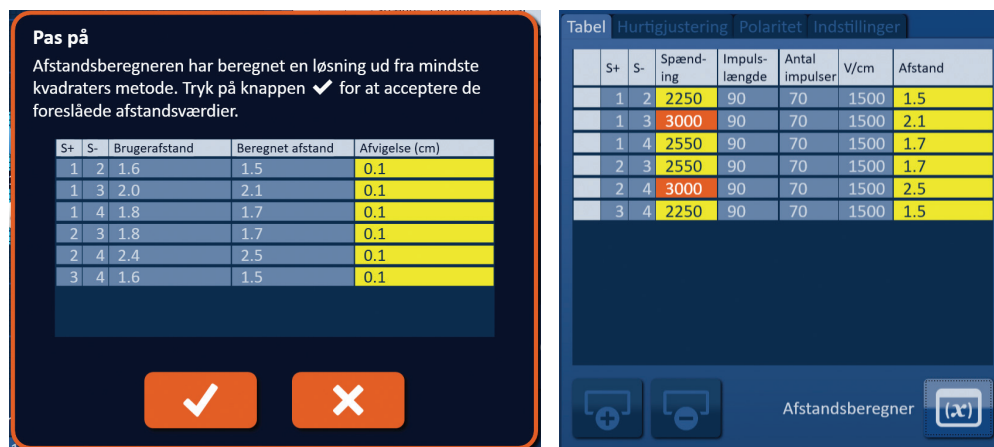 Pas på
Afstandsberegneren har beregnet en løsning ud fra mindste
kvadraters metode. Tryk på knappen ✔ for at acceptere de
foreslåede afstandsværdier.
S+ S- Brugerafstand Beregnet afstand Afvigelse (cm)
1 2 1.6 1.5 0.1
1 3 2.0 2.1 0.1
1 4 1.8 1.7 0.1
2 3 1.8 1.7 0.1
2 4 2.4 2.5 0.1
3 4 1.6 1.5 0.1
Tabel Hurtigjustering Polaritet Indstillinger
S+ S- Spænd- Impuls- Antal V/cm Afstand
ing længde impulser
1 2 2250 90 70 1500 1.5
1 3 3000 90 70 1500 2.1
1 4 2550 90 70 1500 1.7
2 3 2550 90 70 1500 1.7
2 4 3000 90 70 1500 2.5
3 4 2250 90 70 1500 1.5
Afstandsberegner (x)